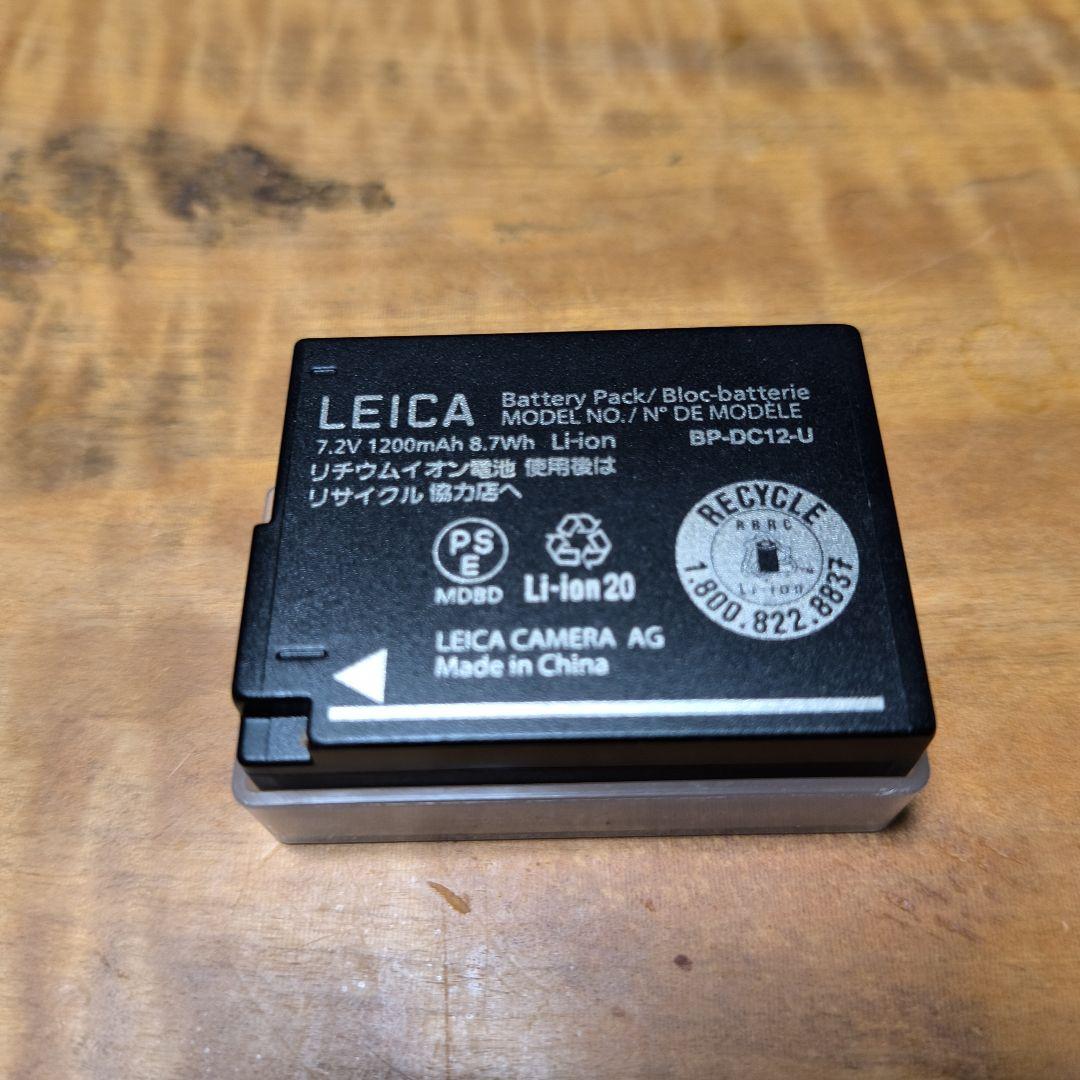 LEICA
Battery Pack/ Bloc-batterie
MODEL NO./ N° DE MODÈLE
7.2V 1200mAh 8.7Wh Li-ion
BP-DC12-U
リチウムイオン電池 使用後は
リサイクル 協力店へ
PS
E
MDBD
Li-ion20
RECYCLE
RBRC
Li-ion
1.800.822.8837
LEICA CAMERA AG
Made in China